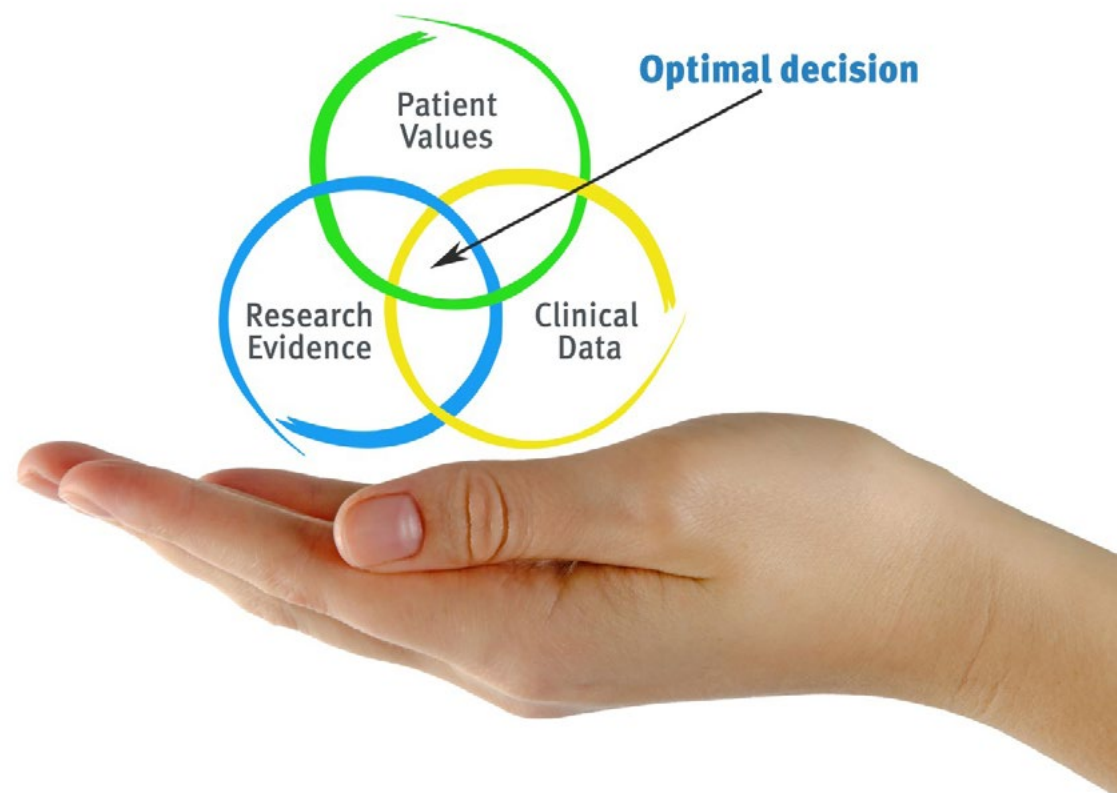 Optimal decision
Patient
Values
Research
Evidence
Clinical
Data